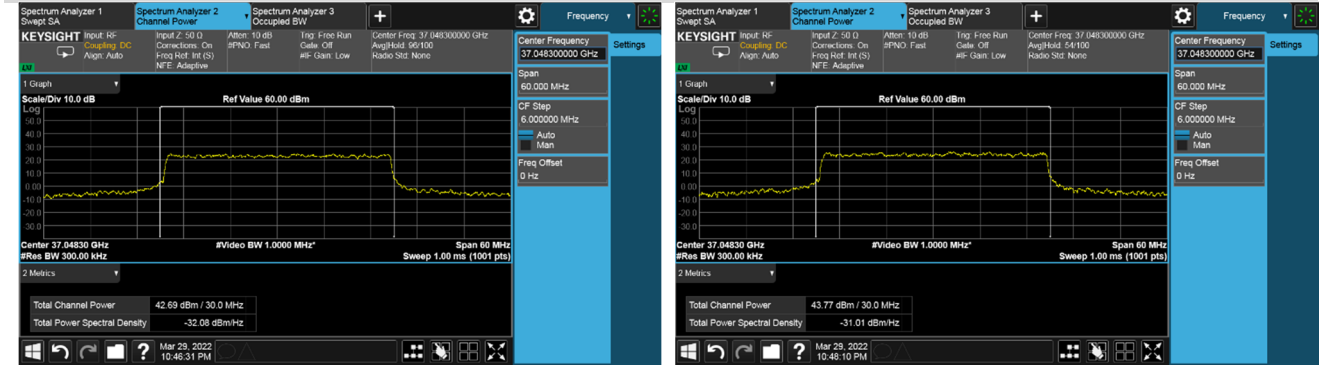 Spectrum Analyzer 1
Swept SA
Spectrum Analyzer 2
Channel Power
Spectrum Analyzer 3
Occupied BW
+
Frequency
KEYSIGHT
Input: RF
Coupling: DC
Align: Auto
Input Z: 50 Ω
Corrections: On
Freq Ref: Int (S)
NFE: Adaptive
Atten: 10 dB
#PNO: Fast
Trig: Free Run
Gate: Off
#IF Gain: Low
Center Freq: 37.048300000 GHz
Avg|Hold: 96/100
Radio Std: None
LXI
Center Frequency
37.048300000 GHz
Settings
Span
60.000 MHz
CF Step
6.000000 MHz
Auto
Man
Freq Offset
0 Hz
1 Graph
Scale/Div 10.0 dB
Ref Value 60.00 dBm
Log
50.0
40.0
30.0
20.0
10.0
0.00
-10.0
-20.0
-30.0
Center 37.04830 GHz
#Video BW 1.0000 MHz*
Span 60 MHz
#Res BW 300.00 kHz
Sweep 1.00 ms (1001 pts)
2 Metrics
Total Channel Power 42.69 dBm / 30.0 MHz
Total Power Spectral Density -32.08 dBm/Hz
?
Mar 29, 2022
10:46:31 PM
Spectrum Analyzer 1
Swept SA
Spectrum Analyzer 2
Channel Power
Spectrum Analyzer 3
Occupied BW
+
Frequency
KEYSIGHT
Input: RF
Coupling: DC
Align: Auto
Input Z: 50 Ω
Corrections: On
Freq Ref: Int (S)
NFE: Adaptive
Atten: 10 dB
#PNO: Fast
Trig: Free Run
Gate: Off
#IF Gain: Low
Center Freq: 37.048300000 GHz
Avg|Hold: 54/100
Radio Std: None
LXI
Center Frequency
37.048300000 GHz
Settings
Span
60.000 MHz
CF Step
6.000000 MHz
Auto
Man
Freq Offset
0 Hz
1 Graph
Scale/Div 10.0 dB
Ref Value 60.00 dBm
Log
50.0
40.0
30.0
20.0
10.0
0.00
-10.0
-20.0
-30.0
Center 37.04830 GHz
#Video BW 1.0000 MHz*
Span 60 MHz
#Res BW 300.00 kHz
Sweep 1.00 ms (1001 pts)
2 Metrics
Total Channel Power 43.77 dBm / 30.0 MHz
Total Power Spectral Density -31.01 dBm/Hz
?
Mar 29, 2022
10:48:10 PM